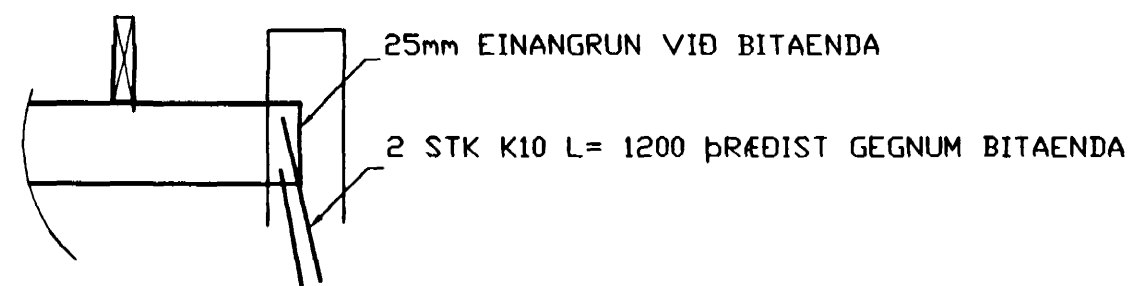 25mm EINANGRUN VIÐ BITAENDA
2 STK K10 L= 1200 ÞRÆÐIST GEGNUM BITAENDA